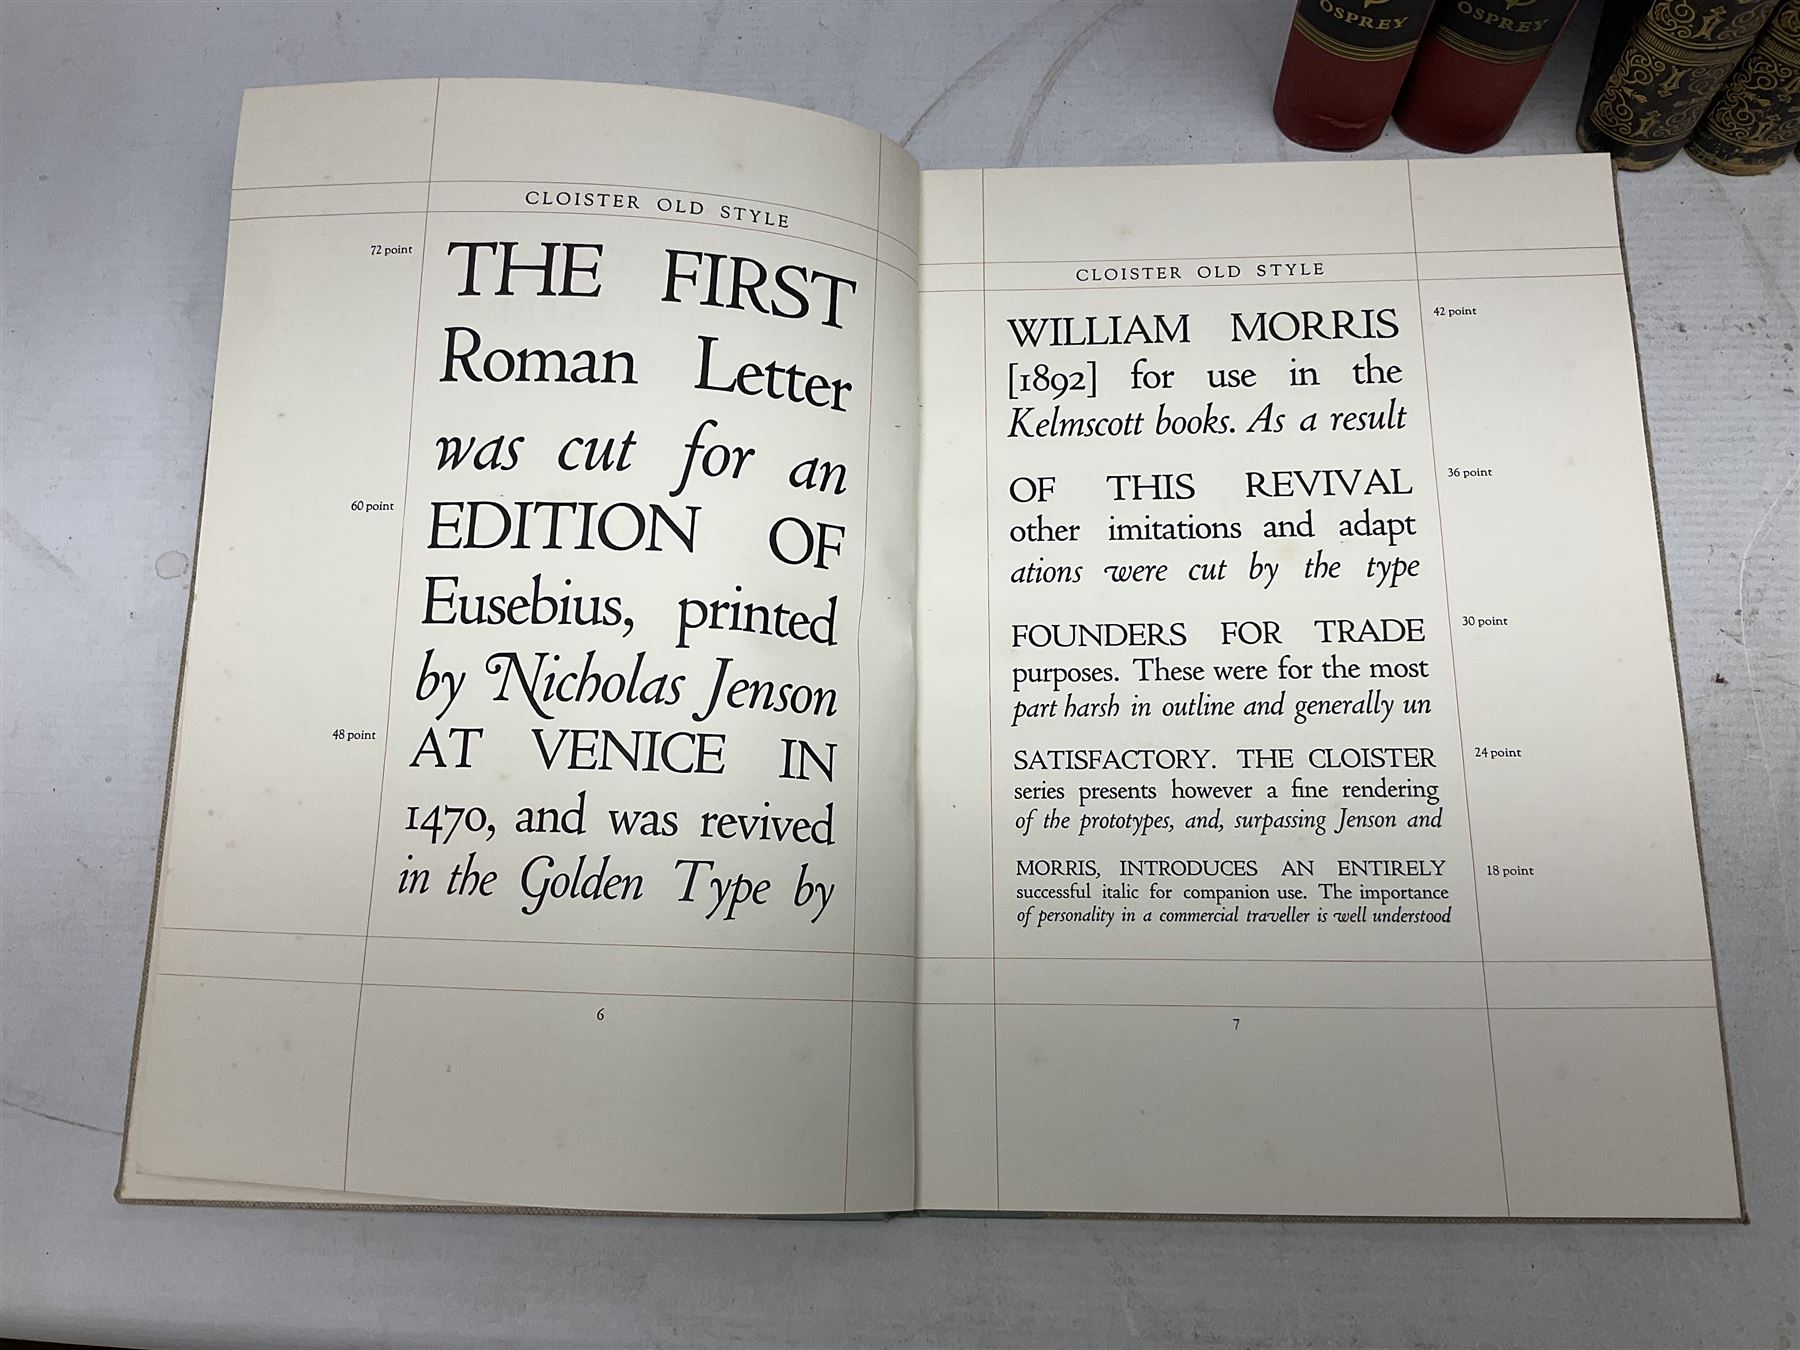 OSPREY
OSPREY
CLOISTER OLD STYLE
72 point
THE FIRST
Roman Letter
was cut for an
60 point
EDITION OF
Eusebius, printed
by Nicholas Jenson
48 point
AT VENICE IN
1470, and was revived
in the Golden Type by
6
CLOISTER OLD STYLE
42 point
WILLIAM MORRIS
[1892] for use in the
Kelmscott books. As a result
36 point
OF THIS REVIVAL
other imitations and adapt
ations were cut by the type
30 point
FOUNDERS FOR TRADE
purposes. These were for the most
part harsh in outline and generally un
24 point
SATISFACTORY. THE CLOISTER
series presents however a fine rendering
of the prototypes, and, surpassing Jenson and
18 point
MORRIS, INTRODUCES AN ENTIRELY
successful italic for companion use. The importance
of personality in a commercial traveller is well understood
7